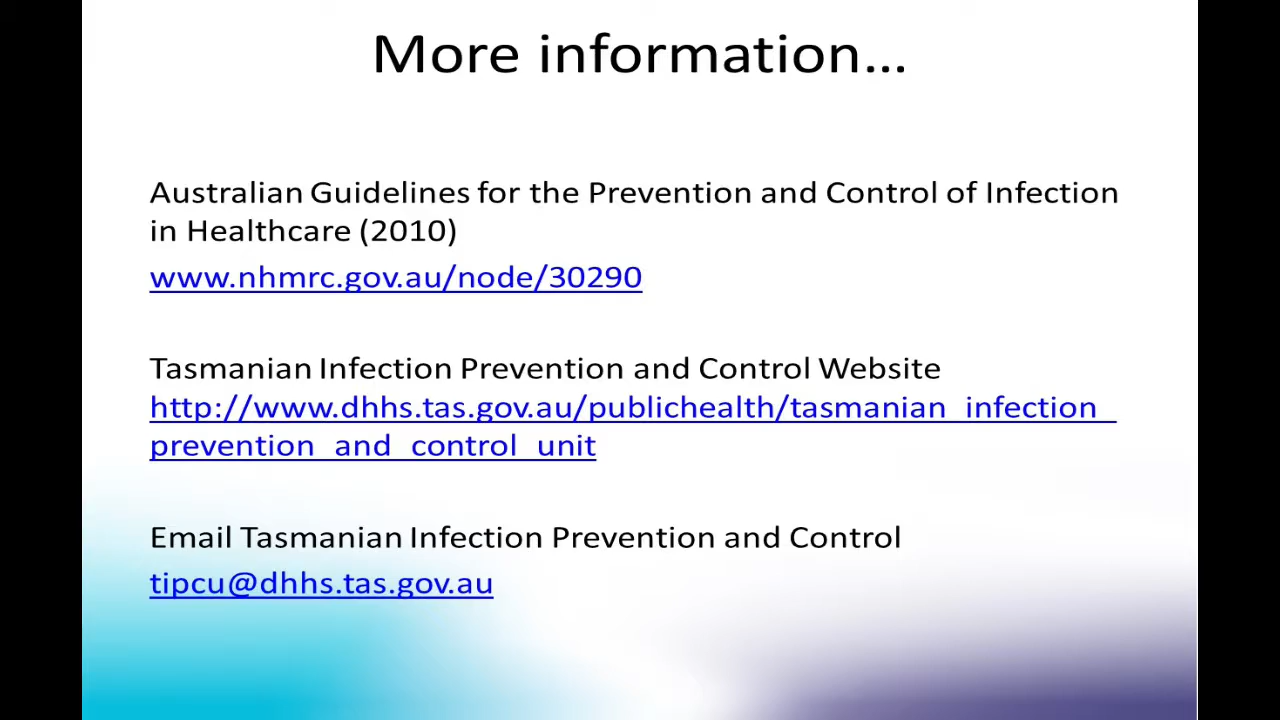 More information…
Australian Guidelines for the Prevention and Control of Infection
in Healthcare (2010)
www.nhmrc.gov.au/node/30290
Tasmanian Infection Prevention and Control Website
http://www.dhhs.tas.gov.au/publichealth/tasmanian_infection_
prevention_and_control_unit
Email Tasmanian Infection Prevention and Control
tipcu@dhhs.tas.gov.au